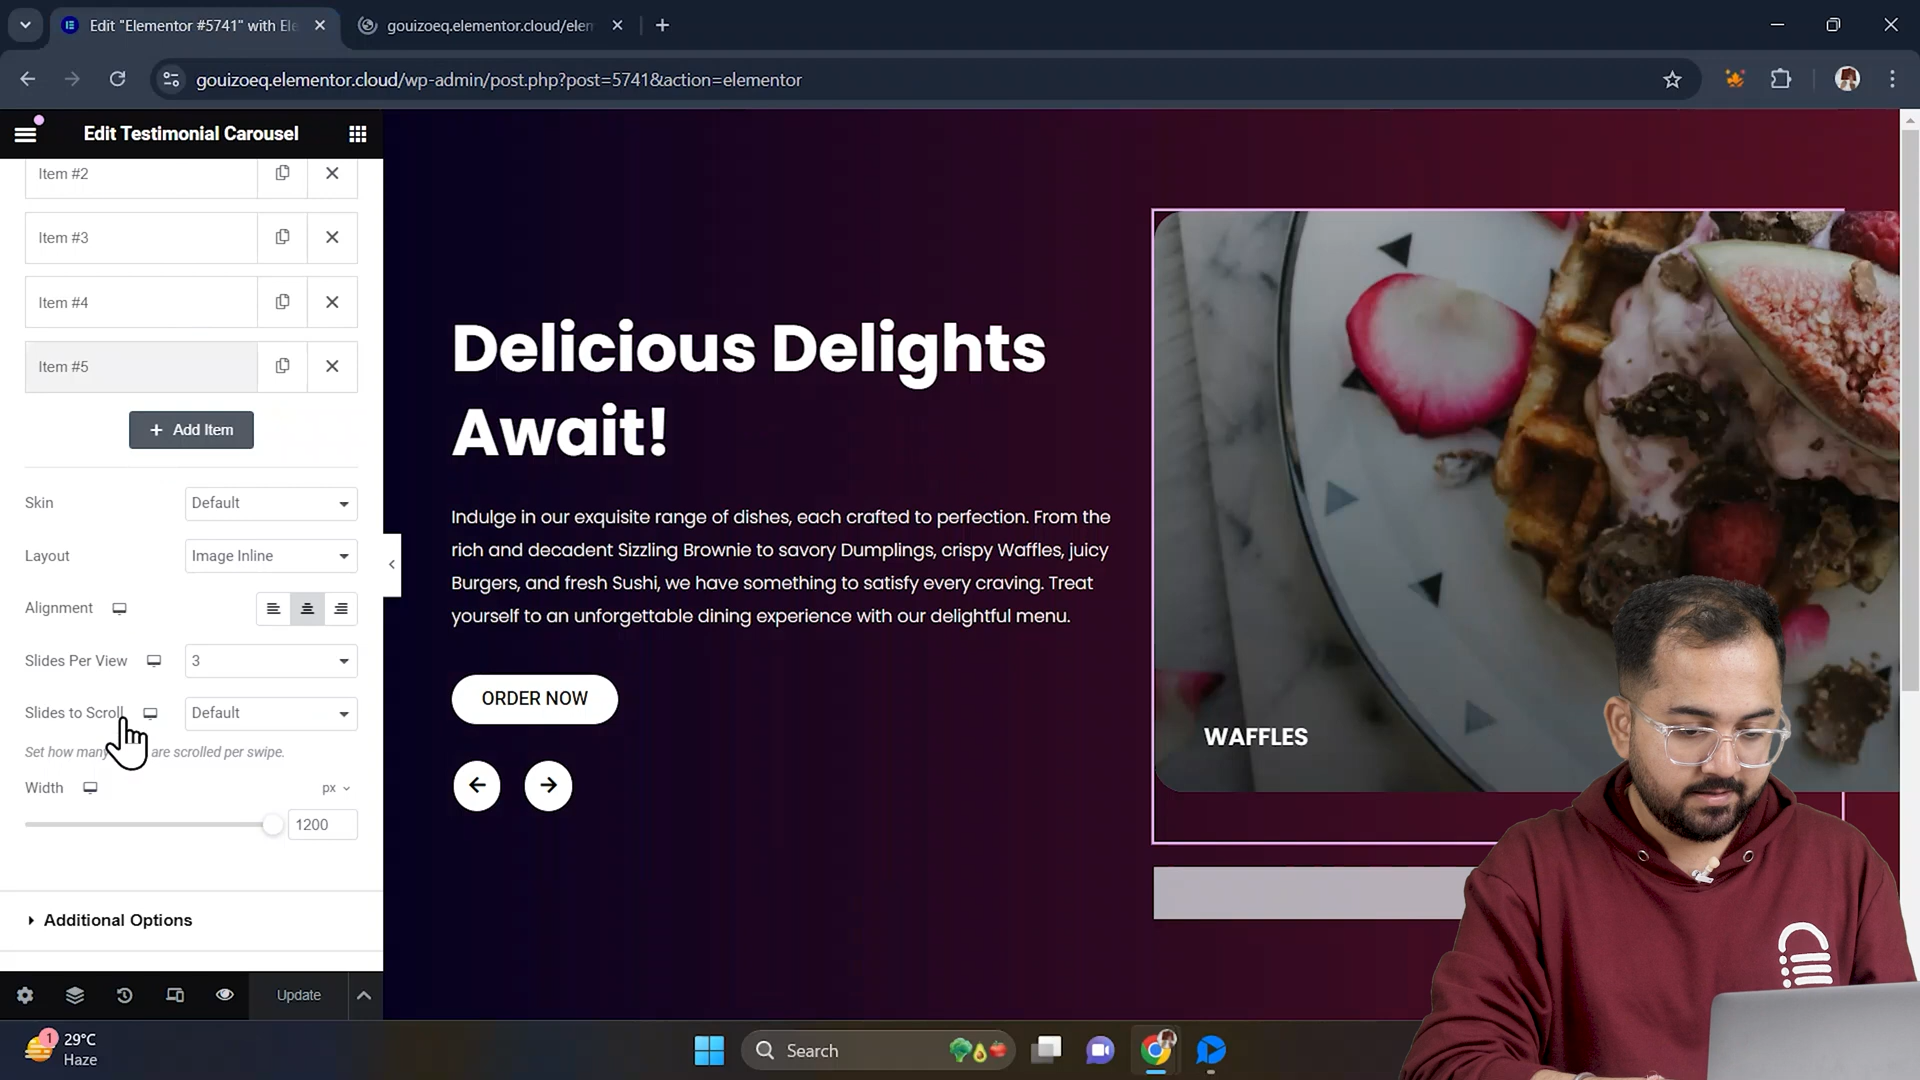 Edit "Elementor #5741" with Ele
gouizoeq.elementor.cloud/elem
gouizoeq.elementor.cloud/wp-admin/post.php?post=5741&action=elementor
Edit Testimonial Carousel
Item #2
Item #3
Item #4
Item #5
+ Add Item
Skin
Default
Layout
Image Inline
Alignment
Slides Per View
3
Slides to Scroll
Default
Set how many are scrolled per swipe.
Width
px
1200
Additional Options
Update
Delicious Delights
Await!
Indulge in our exquisite range of dishes, each crafted to perfection. From the
rich and decadent Sizzling Brownie to savory Dumplings, crispy Waffles, juicy
Burgers, and fresh Sushi, we have something to satisfy every craving. Treat
yourself to an unforgettable dining experience with our delightful menu.
ORDER NOW
WAFFLES
1
29°C
Haze
Search